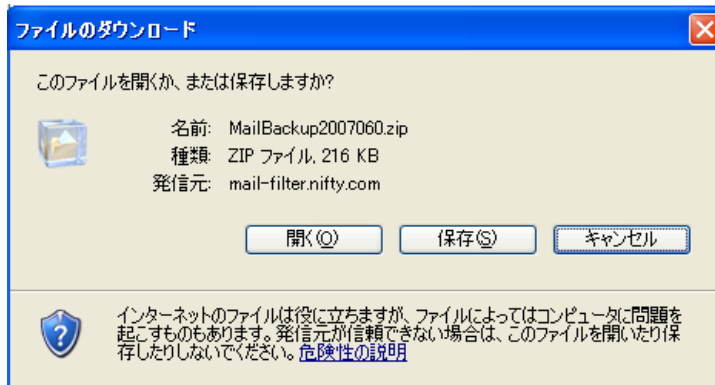 ファイルのダウンロード
このファイルを開くか、または保存しますか?
名前: MailBackup2007060.zip
種類: ZIP ファイル, 216 KB
発信元: mail-filter.nifty.com
開く(O) 保存(S) キャンセル
インターネットのファイルは役に立ちますが、ファイルによってはコンピュータに問題を
起こすものもあります。発信元が信頼できない場合は、このファイルを開いたり保
存したりしないでください。危険性の説明